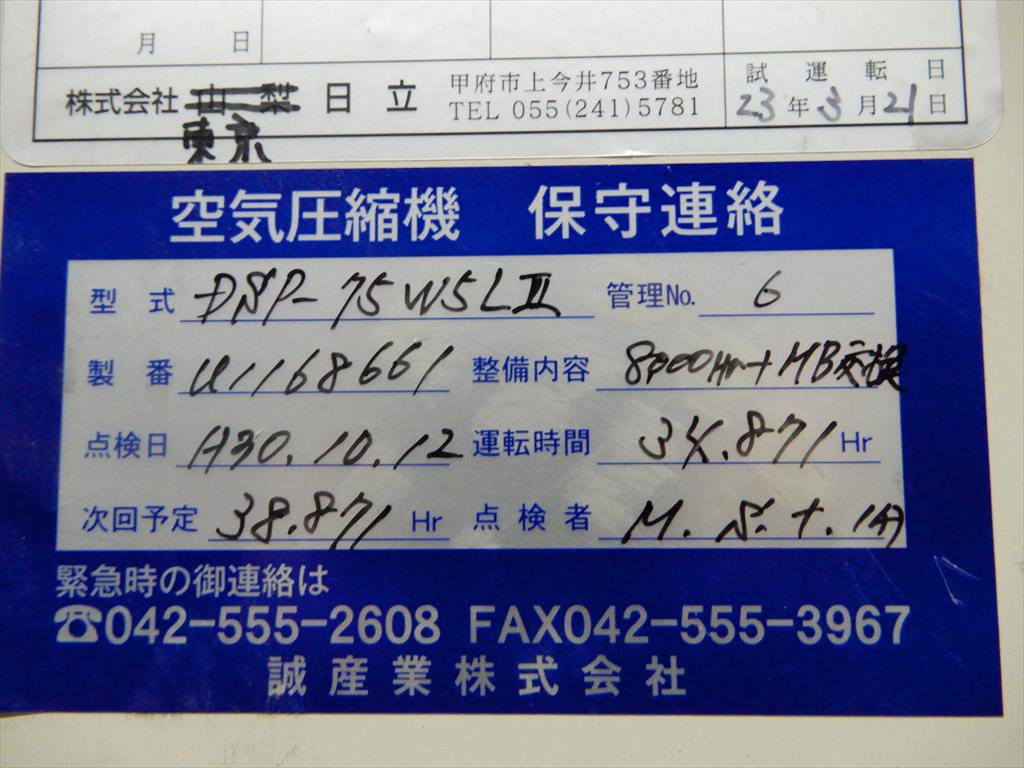 月 日
株式会社 山梨 日立 甲府市上今井753番地 試運転日
東京 TEL 055(241)5781 23年3月21日
空気圧縮機 保守連絡
型式 DSP-75W5LⅡ 管理No. 6
製番 U1168661 整備内容 8000Hr+MB交換
点検日 H30.10.12 運転時間 34.871 Hr
次回予定 38.871 Hr 点検者 M. S. +.
緊急時の御連絡は
☎042-555-2608 FAX042-555-3967
誠産業株式会社